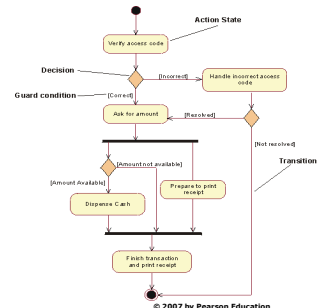 Action State
Verify access code
Decision
[Incorrect]
Handle incorrect access
code
Guard condition
[Correct]
Ask for amount
[Resolved]
[Not resolved]
[Amount not available]
Transition
[Amount Available]
Prepare to print
receipt
Dispense Cash
Finish transaction
and print receipt
© 2007 by Pearson Education